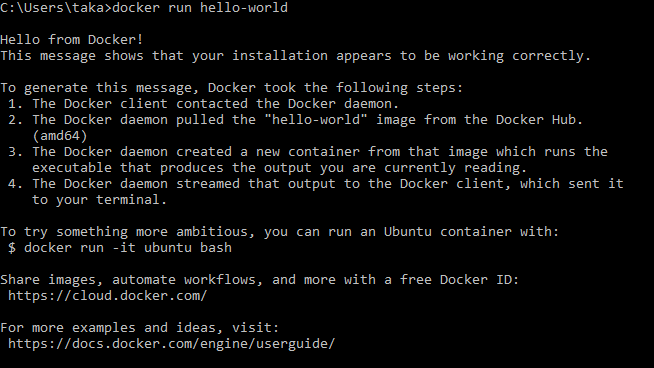 C:\Users\taka>docker run hello-world
Hello from Docker!
This message shows that your installation appears to be working correctly.
To generate this message, Docker took the following steps:
1. The Docker client contacted the Docker daemon.
2. The Docker daemon pulled the "hello-world" image from the Docker Hub.
(amd64)
3. The Docker daemon created a new container from that image which runs the
executable that produces the output you are currently reading.
4. The Docker daemon streamed that output to the Docker client, which sent it
to your terminal.
To try something more ambitious, you can run an Ubuntu container with:
$ docker run -it ubuntu bash
Share images, automate workflows, and more with a free Docker ID:
https://cloud.docker.com/
For more examples and ideas, visit:
https://docs.docker.com/engine/userguide/